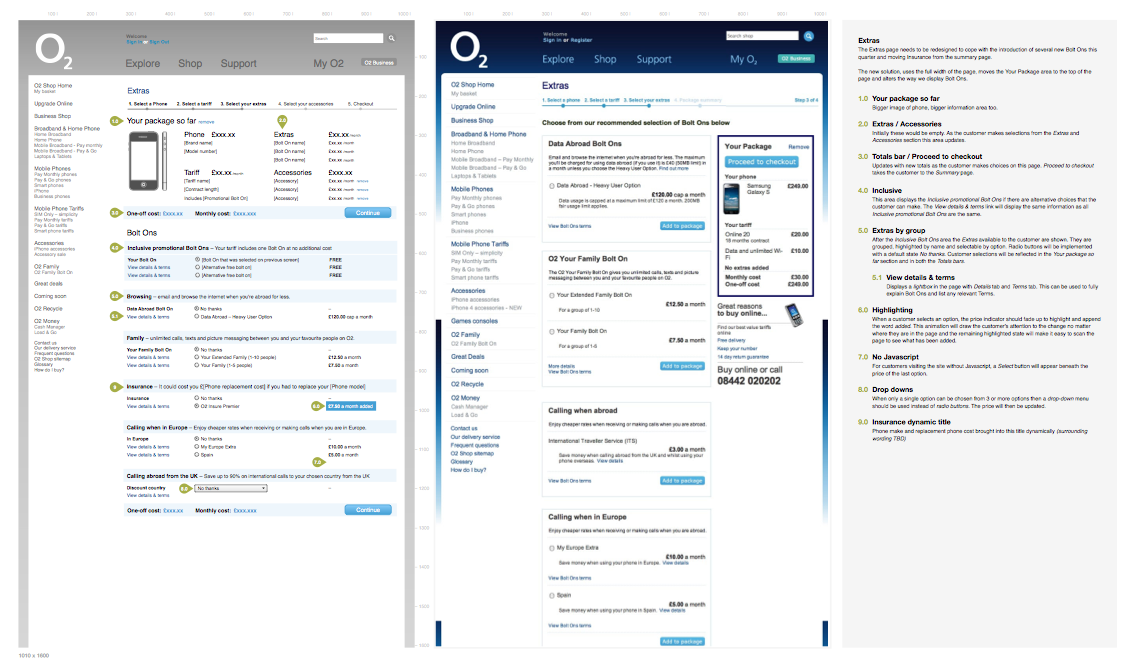 100 | 200 | 300 | 400 | 500 | 600 | 700 | 800 | 900 | 1000 |
O2
Welcome
Sign in or Sign Out
Search
Explore Shop Support My O2 O2 Business
O2 Shop Home
My basket
Upgrade Online
Business Shop
Broadband & Home Phone
Home Broadband
Home Phone
Mobile Broadband - Pay Monthly
Mobile Broadband - Pay & Go
Laptops & Tablets
Mobile Phones
Pay Monthly phones
Pay & Go phones
Smart phones
iPhone
Business phones
Mobile Phone Tariffs
SIM Only – simplicity
Pay Monthly tariffs
Pay & Go tariffs
Smart phone tariffs
Accessories
iPhone accessories
Accessory sale
O2 Family
O2 Family Bolt On
Great deals
Coming soon
O2 Recycle
O2 Money
Cash Manager
Load & Go
Contact us
Our delivery service
Frequent questions
O2 Shop sitemap
Glossary
How do I buy?
Extras
1. Select a Phone 2. Select a tariff 3. Select your extras 4. Select your accessories 5. Checkout
1.0 Your package so far remove 2.0
Phone £xxx.xx
[Brand name]
[Model number]
Extras £xx.xx /month
[Bolt On name] £xx.xx /month remove
[Bolt On name] £xx.xx /month
[Bolt On name] £xx.xx /month
Tariff £xx.xx /month
[Tariff name]
[Contract length]
Includes [Promotional Bolt On]
Accessories £xxx.xx
[Accessory] £xx.xx remove
[Accessory] £xx.xx remove
[Accessory] £xx.xx remove
3.0 One-off cost: £xxx.xx Monthly cost: £xxx.xx Continue
Bolt Ons
4.0 Inclusive promotional Bolt Ons – Your tariff includes one Bolt On at no additional cost
Your Bolt On [Bolt On that was selected on previous screen] FREE
View details & terms [Alternative free bolt on] FREE
[Alternative free bolt on] FREE
5.0 Browsing – email and browse the internet when you're abroad for less.
Data Abroad Bolt On No thanks –
5.1 View details & terms Data Abroad – Heavy User Option £120.00 cap a month
Family – unlimited calls, texts and picture messaging between you and your favourite people on O2.
Your Family Bolt On No thanks –
View details & terms Your Extended Family (1-10 people) £12.50 a month
View details & terms Your Family (1-5 people) £7.50 a month
9 Insurance – It could cost you £[Phone replacement cost] if you had to replace your [Phone model]
Insurance No thanks –
View details & terms O2 Insure Premier 6.0 £7.50 a month added
Calling when in Europe – Enjoy cheaper rates when receiving or making calls when you are in Europe.
In Europe No thanks –
View details & terms My Europe Extra £10.00 a month
View details & terms Spain £5.00 a month
7.0
Calling abroad from the UK – Save up to 90% on international calls to your chosen country from the UK
Discount country 8.0 No thanks –
View details & terms
One-off cost: £xxx.xx Monthly cost: £xxx.xx Continue
1010 x 1600
100 | 200 | 300 | 400 | 500 | 600 | 700 | 800 | 900 | 1000 |
O2
Welcome
Sign in or Register
Search shop
Explore Shop Support My O2 O2 Business
O2 Shop Home
My basket
Upgrade Online
Business Shop
Broadband & Home Phone
Home Broadband
Home Phone
Mobile Broadband - Pay Monthly
Mobile Broadband - Pay & Go
Laptops & Tablets
Mobile Phones
Pay Monthly phones
Pay & Go phones
Smart phones
iPhone
Business phones
Mobile Phone Tariffs
SIM Only – simplicity
Pay Monthly tariffs
Pay & Go tariffs
Smart phone tariffs
Accessories
iPhone accessories
iPhone 4 accessories - NEW
Games consoles
O2 Family
O2 Family Bolt On
Great Deals
Coming soon
O2 Recycle
O2 Money
Cash Manager
Load & Go
Contact us
Our delivery service
Frequent questions
O2 Shop sitemap
Glossary
How do I buy?
Extras
1. Select a phone 2. Select a tariff 3. Select your extras 4. Package summary Step 3 of 4
Choose from our recommended selection of Bolt Ons below
Data Abroad Bolt Ons
Email and browse the internet when you're abroad for less. The maximum
you'll be charged for using data abroad (if you use it) is £40 (50MB limit) in
a month unless you choose the Heavy User Option. Find out more
Data Abroad - Heavy User Option
£120.00 cap a month
Data usage is capped at a maximum limit of £120 a month. 200MB
fair usage limit applies.
View Bolt Ons terms Add to package
O2 Your Family Bolt On
The O2 Your Family Bolt On gives you unlimited calls, texts and picture
messaging between you and your favourite people on O2.
Your Extended Family Bolt On
£12.50 a month
For a group of 1-10
Your Family Bolt On
£7.50 a month
For a group of 1-5
More details
View Bolt Ons terms Add to package
Calling when abroad
Enjoy cheaper rates when receiving or making calls when you are abroad.
International Traveller Service (ITS)
£3.00 a month
Save money when calling abroad from the UK and whilst using your
phone overseas. View details
View Bolt Ons terms Add to package
Calling when in Europe
Enjoy cheaper rates when receiving or making calls when you are abroad.
My Europe Extra
£10.00 a month
Save money when using your phone in Europe. View details
View Bolt Ons terms
Spain
£5.00 a month
Save money when using your phone in Spain. View details
View Bolt Ons terms
Add to package
Your Package Remove
Proceed to checkout
Your phone
Samsung £249.00
Galaxy S
Your tariff
Online 20 £20.00
18 months contract
Data and unlimited Wi- £10.00
Fi
No extras added
Monthly cost £30.00
One-off cost £249.00
Great reasons
to buy online...
Find our best value tariffs
online
Free delivery
Keep your number
14 day return guarantee
Buy online or call
08442 020202
Extras
The Extras page needs to be redesigned to cope with the introduction of several new Bolt Ons this
quarter and moving Insurance from the summary page.
The new solution, uses the full width of the page, moves the Your Package area to the top of the
page and alters the way we display Bolt Ons.
1.0 Your package so far
Bigger image of phone, bigger information area too.
2.0 Extras / Accessories
Initially these would be empty. As the customer makes selections from the Extras and
Accessories section this area updates.
3.0 Totals bar / Proceed to checkout
Updates with new totals as the customer makes choices on this page. Proceed to checkout
takes the customer to the Summary page.
4.0 Inclusive
This area displays the Inclusive promotional Bolt Ons if there are alternative choices that the
customer can make. The View details & terms link will display the same information as all
Inclusive promotional Bolt Ons are the same.
5.0 Extras by group
After the Inclusive Bolt Ons area the Extras available to the customer are shown. They are
grouped, highlighted by name and selectable by option. Radio buttons will be implemented
with a default state No thanks. Customer selections will be reflected in the Your package so
far section and in both the Totals bars.
5.1 View details & terms
Displays a lightbox in the page with Details tab and Terms tab. This can be used to fully
explain Bolt Ons and list any relevant Terms.
6.0 Highlighting
When a customer selects an option, the price indicator should fade up to highlight and append
the word added. This animation will draw the customer's attention to the change no matter
where they are in the page and the remaining highlighted state will make it easy to scan the
page to see what has been added.
7.0 No Javascript
For customers visiting the site without Javascript, a Select button will appear beneath the
price of the last option.
8.0 Drop downs
When only a single option can be chosen from 3 or more options then a drop-down menu
should be used instead of radio buttons. The price will then be updated.
9.0 Insurance dynamic title
Phone make and replacement phone cost brought into this title dynamically (surrounding
wording TBD)